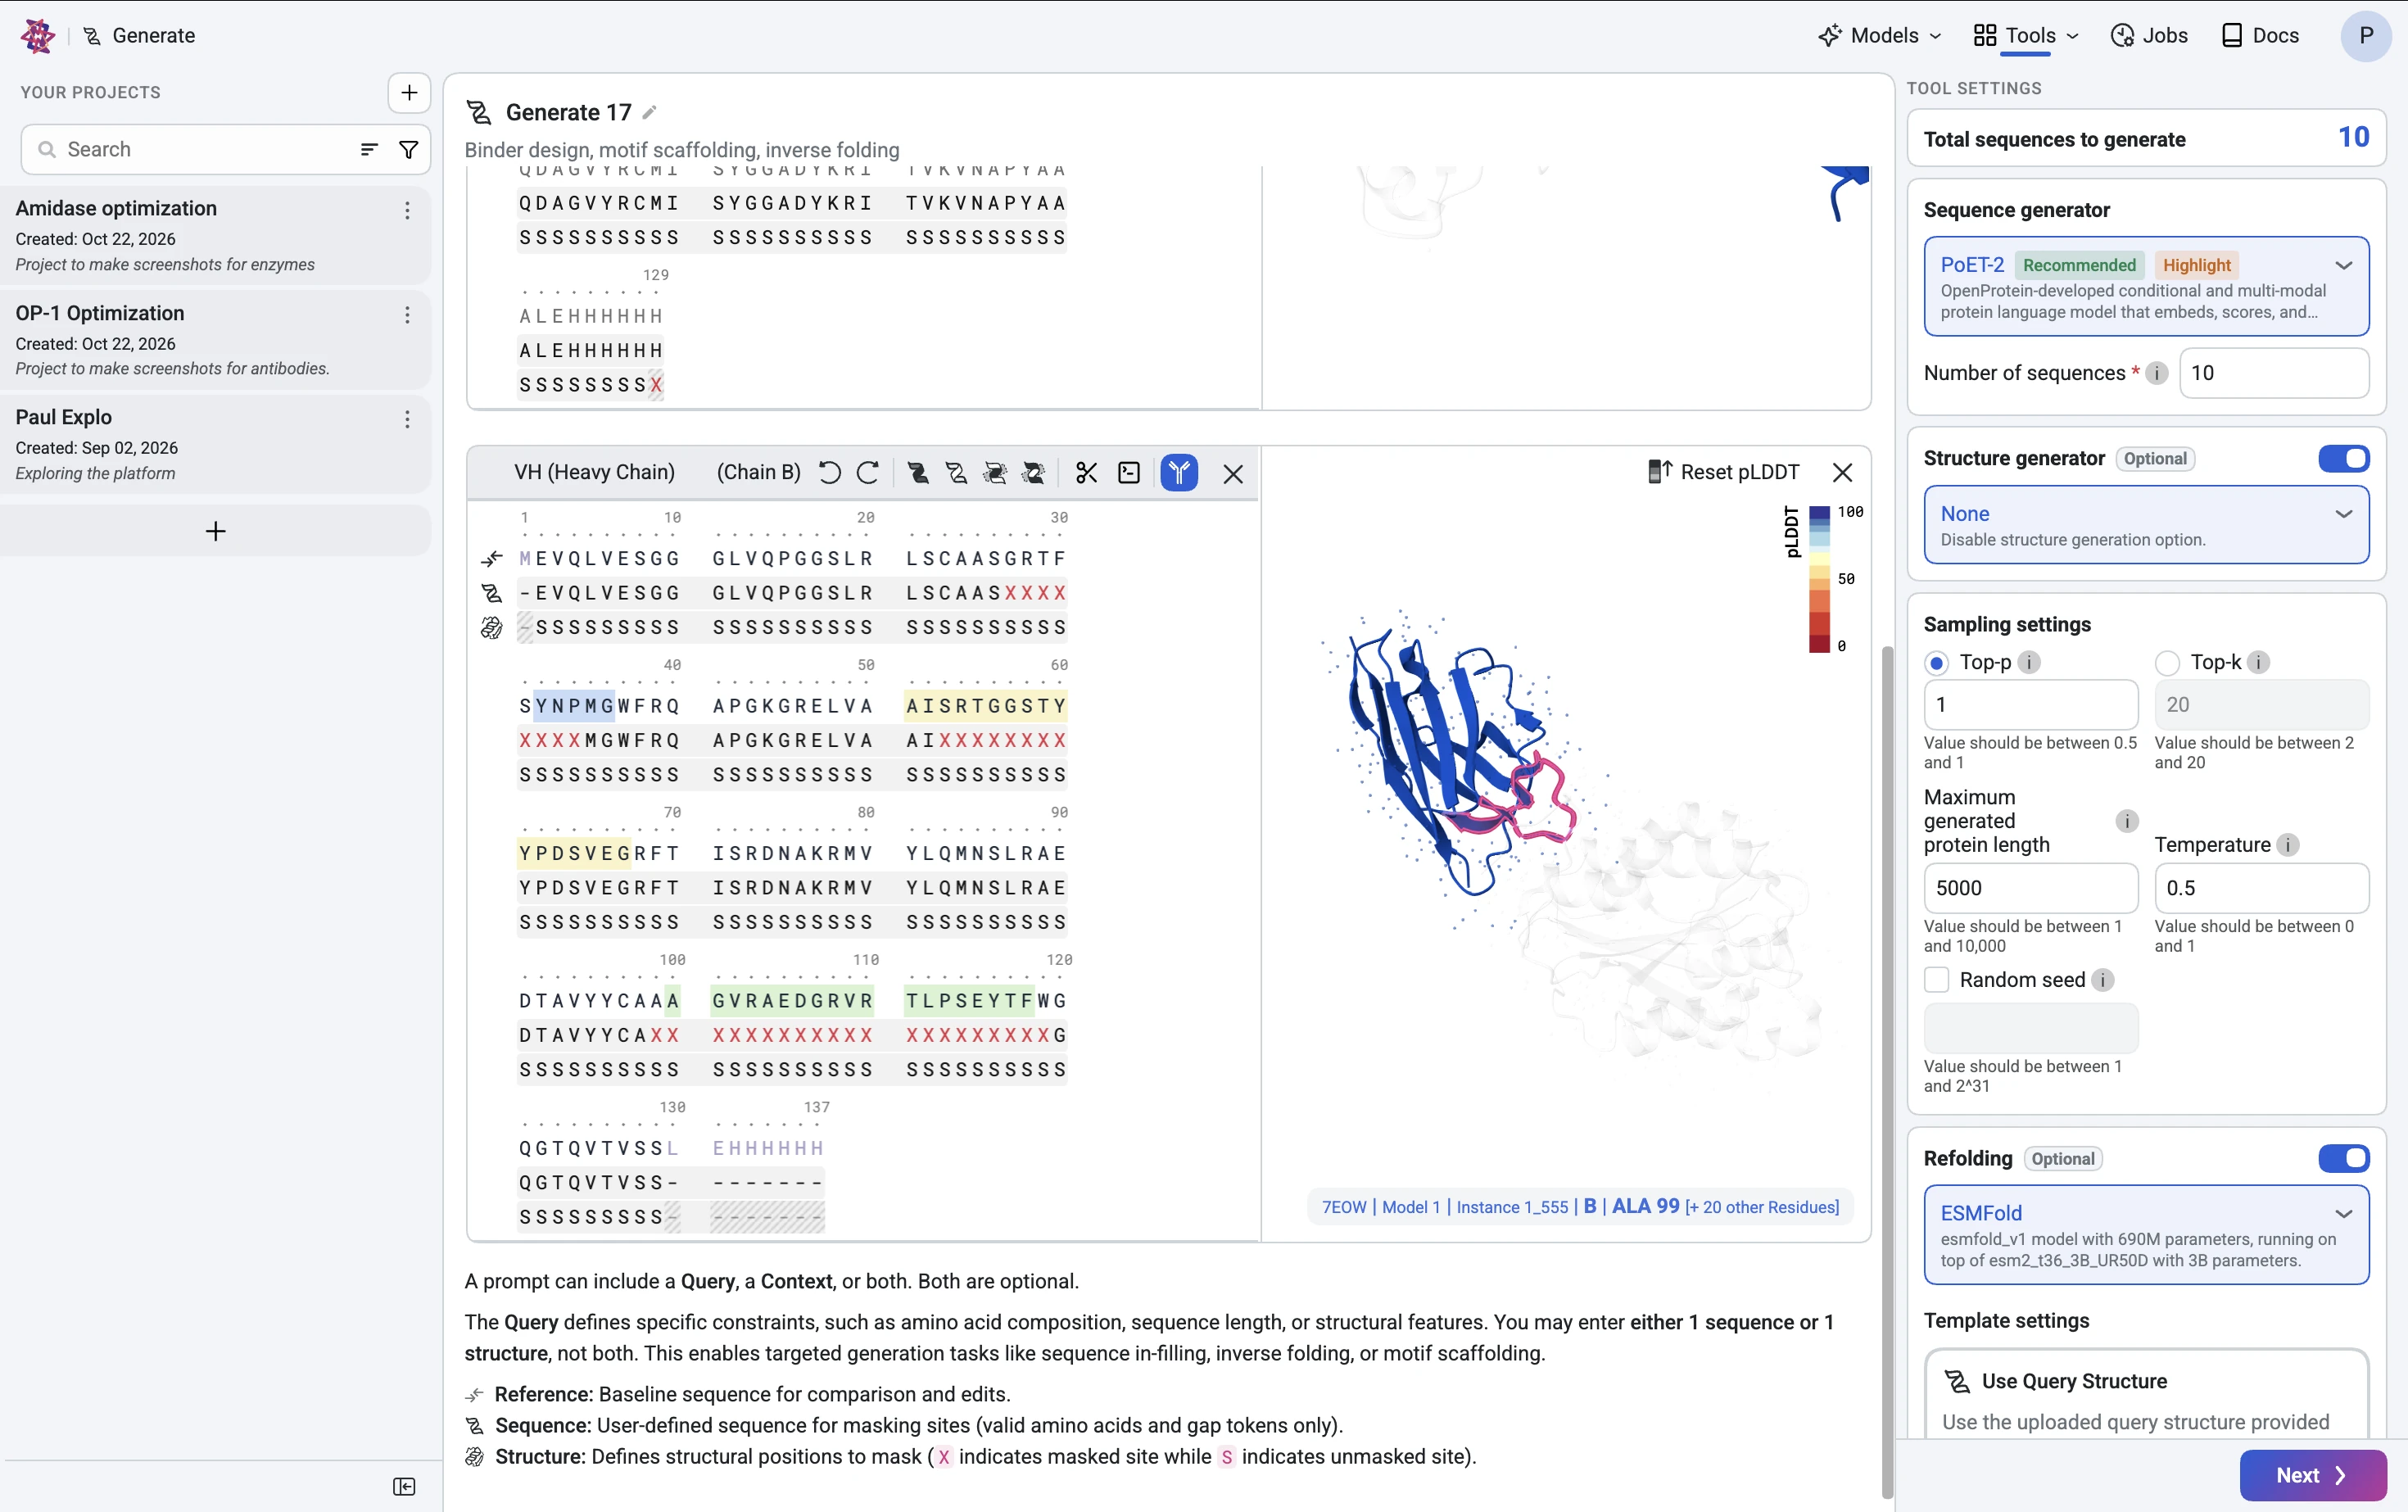 Generate
Models
Tools
Jobs
Docs
P
YOUR PROJECTS
Search
Amidase optimization
Created: Oct 22, 2026
Project to make screenshots for enzymes
OP-1 Optimization
Created: Oct 22, 2026
Project to make screenshots for antibodies.
Paul Explo
Created: Sep 02, 2026
Exploring the platform
Generate 17
Binder design, motif scaffolding, inverse folding
QDAGVYRCMI SYGGADYKRI TVKVNAPYAA
QDAGVYRCMI SYGGADYKRI TVKVNAPYAA
SSSSSSSSSS SSSSSSSSSS SSSSSSSSSS
129
ALEHHHHHH
ALEHHHHHH
SSSSSSSSX
VH (Heavy Chain) (Chain B)
1 10 20 30
MEVQLVESGG GLVQPGGSLR LSCAASGRTF
-EVQLVESGG GLVQPGGSLR LSCAASXXXX
-SSSSSSSSS SSSSSSSSSS SSSSSSSSSS
40 50 60
SYNPMGWFRQ APGKGRELVA AISRTGGSTY
XXXXMGWFRQ APGKGRELVA AIXXXXXXXX
SSSSSSSSSS SSSSSSSSSS SSSSSSSSSS
70 80 90
YPDSVEGRFT ISRDNAKRMV YLQMNSLRAE
YPDSVEGRFT ISRDNAKRMV YLQMNSLRAE
SSSSSSSSSS SSSSSSSSSS SSSSSSSSSS
100 110 120
DTAVYYCAAA GVRAEDGRVR TLPSEYTFWG
DTAVYYCAXX XXXXXXXXXX XXXXXXXXXG
SSSSSSSSSS SSSSSSSSSS SSSSSSSSSS
130 137
QGTQVTVSSL EHHHHHH
QGTQVTVSS- -------
SSSSSSSSS- -------
Reset pLDDT
pLDDT
100
50
0
7EOW | Model 1 | Instance 1_555 | B | ALA 99 [+ 20 other Residues]
A prompt can include a Query, a Context, or both. Both are optional.
The Query defines specific constraints, such as amino acid composition, sequence length, or structural features. You may enter either 1 sequence or 1
structure, not both. This enables targeted generation tasks like sequence in-filling, inverse folding, or motif scaffolding.
Reference: Baseline sequence for comparison and edits.
Sequence: User-defined sequence for masking sites (valid amino acids and gap tokens only).
Structure: Defines structural positions to mask (X indicates masked site while S indicates unmasked site).
TOOL SETTINGS
Total sequences to generate 10
Sequence generator
PoET-2 Recommended Highlight
OpenProtein-developed conditional and multi-modal
protein language model that embeds, scores, and...
Number of sequences * i 10
Structure generator Optional
None
Disable structure generation option.
Sampling settings
Top-p i
1
Value should be between 0.5
and 1
Top-k i
20
Value should be between 2
and 20
Maximum
generated
protein length i
5000
Value should be between 1
and 10,000
Temperature i
0.5
Value should be between 0
and 1
Random seed i
Value should be between 1
and 2^31
Refolding Optional
ESMFold
esmfold_v1 model with 690M parameters, running on
top of esm2_t36_3B_UR50D with 3B parameters.
Template settings
Use Query Structure
Use the uploaded query structure provided
Next